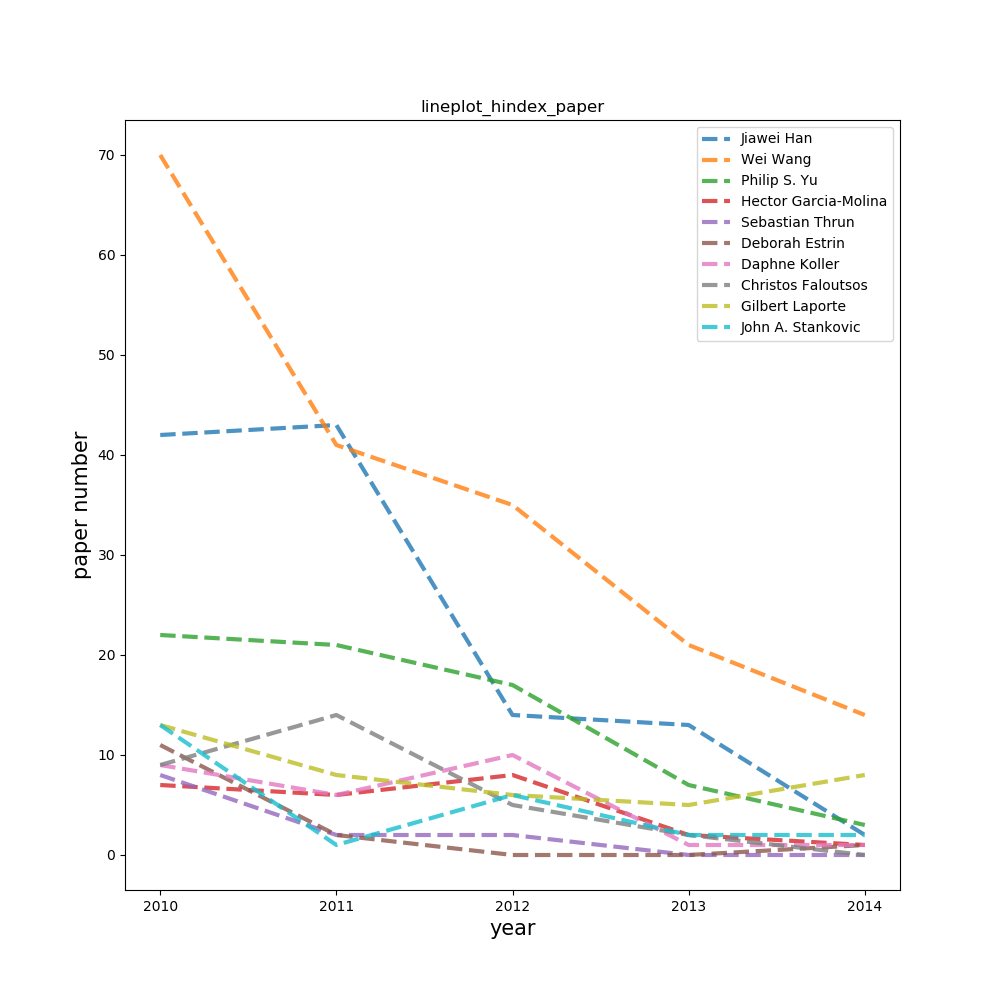 lineplot_hindex_paper
Jiawei Han
Wei Wang
Philip S. Yu
Hector Garcia-Molina
Sebastian Thrun
Deborah Estrin
Daphne Koller
Christos Faloutsos
Gilbert Laporte
John A. Stankovic
70
60
50
40
30
20
10
0
paper number
2010 2011 2012 2013 2014
year